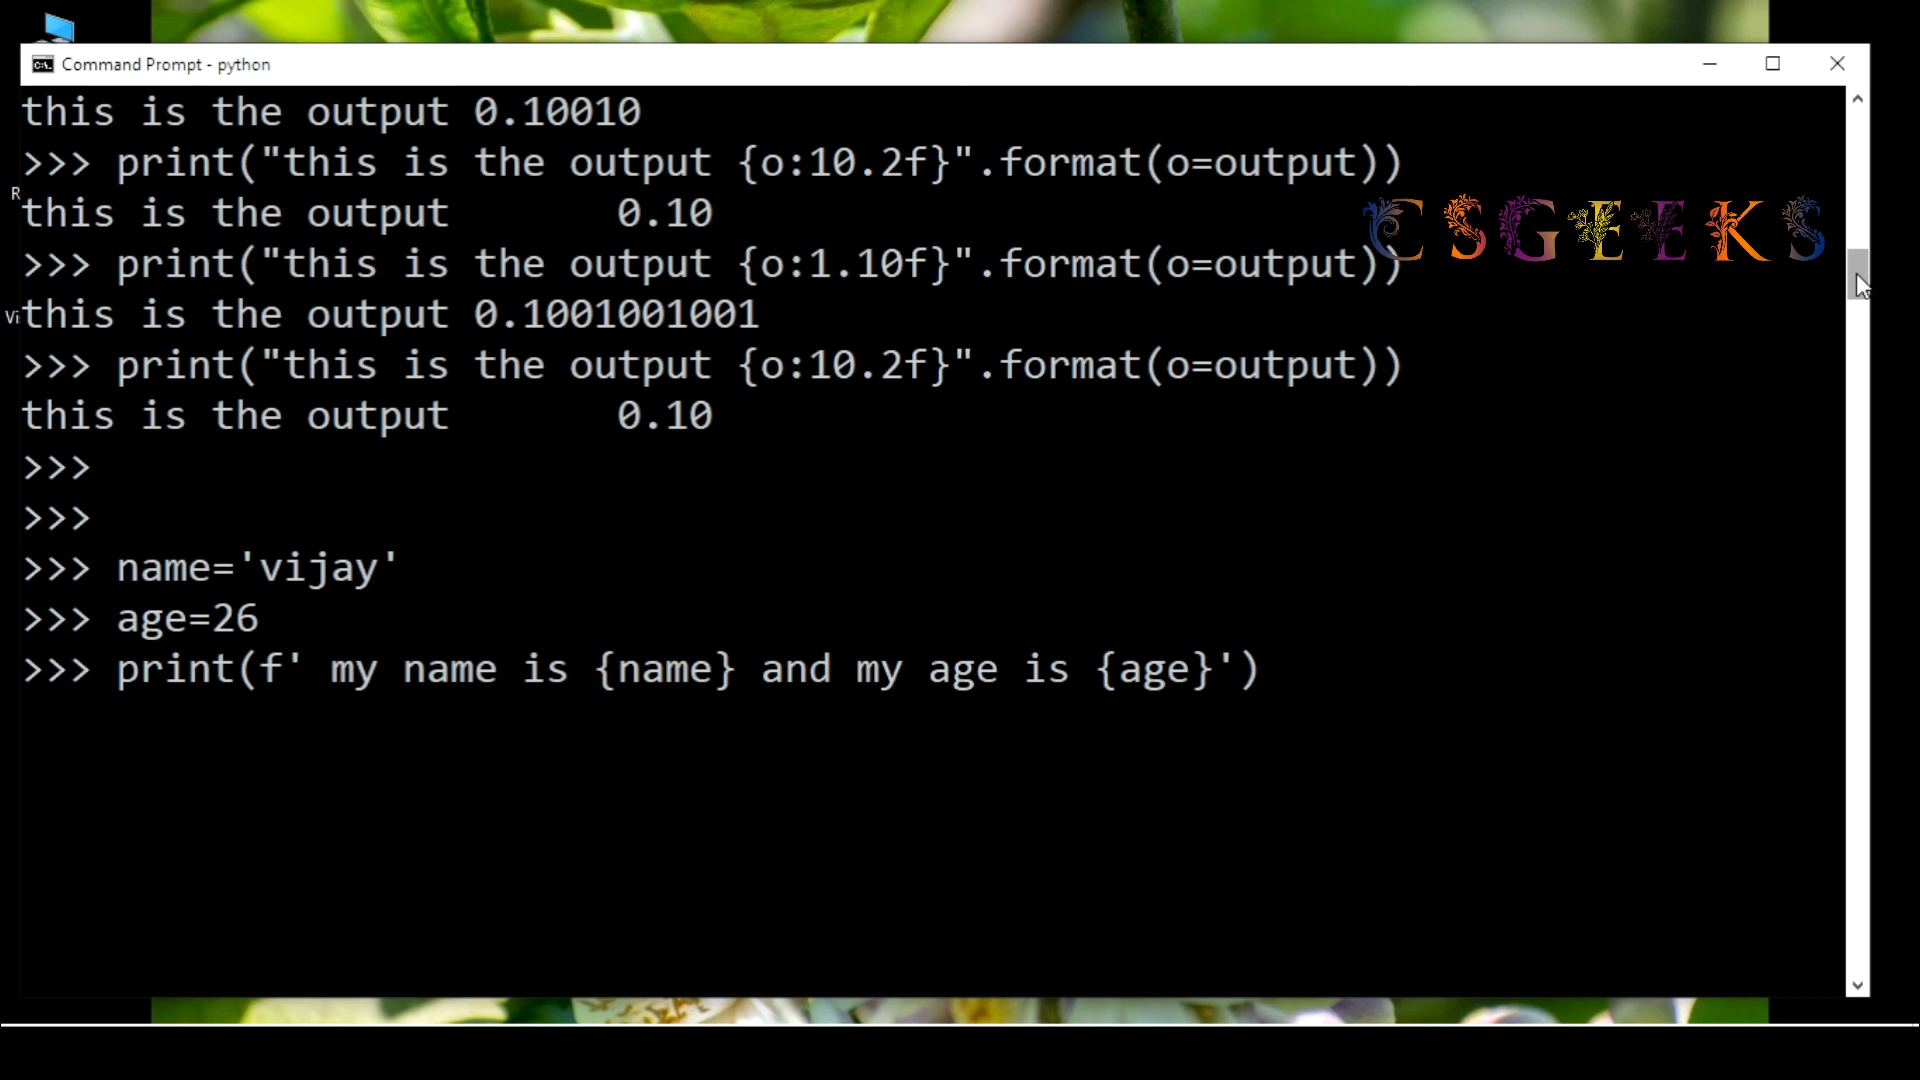 Command Prompt - python
this is the output 0.10010
>>> print("this is the output {o:10.2f}".format(o=output))
this is the output       0.10
>>> print("this is the output {o:1.10f}".format(o=output))
this is the output 0.1001001001
>>> print("this is the output {o:10.2f}".format(o=output))
this is the output       0.10
>>>
>>>
>>> name='vijay'
>>> age=26
>>> print(f' my name is {name} and my age is {age}')
CSGEEKS
R
Vi